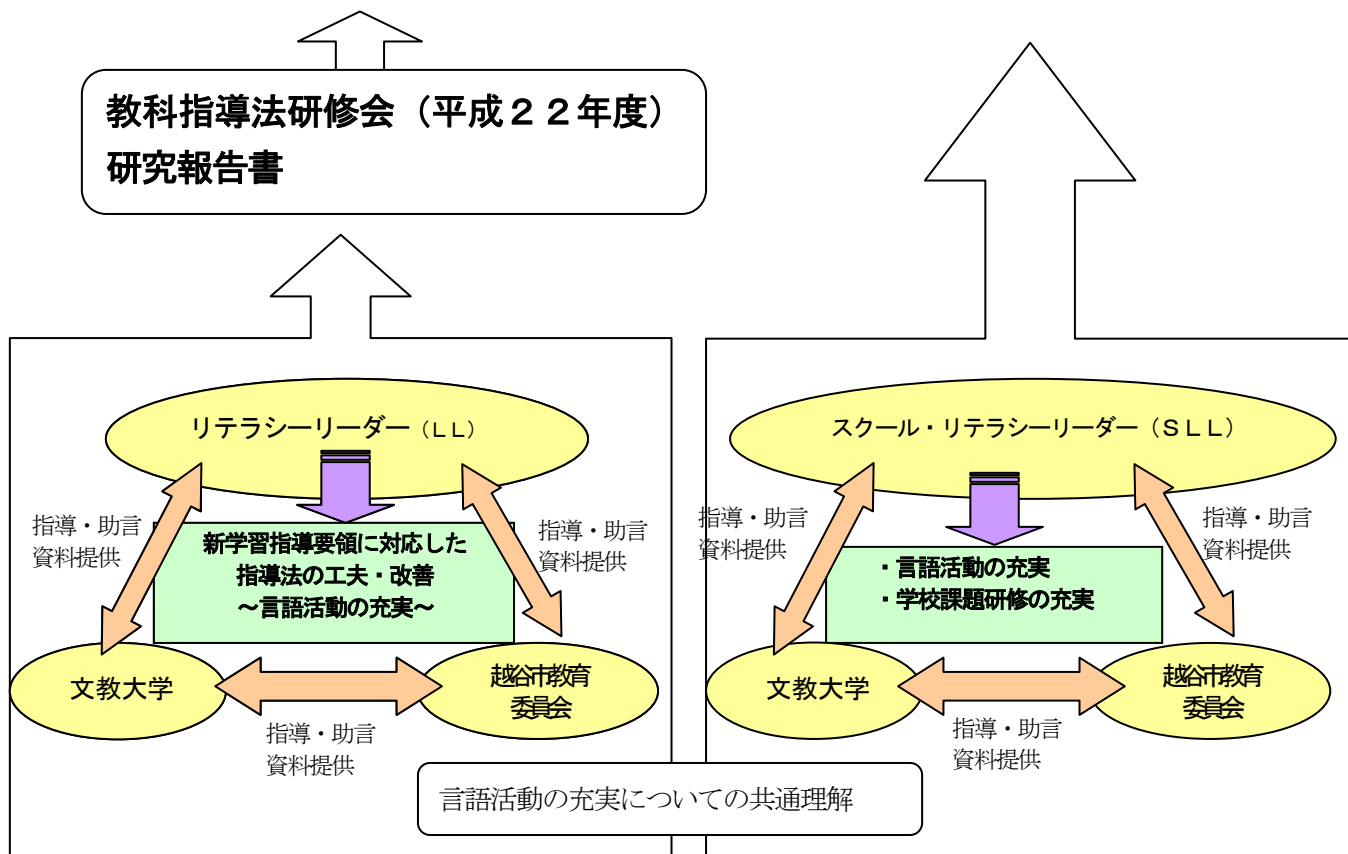 教科指導法研修会（平成２２年度）
研究報告書
リテラシーリーダー（ＬＬ）
指導・助言
資料提供
新学習指導要領に対応した
指導法の工夫・改善
～言語活動の充実～
指導・助言
資料提供
文教大学
越谷市教育
委員会
指導・助言
資料提供
スクール・リテラシーリーダー（ＳＬＬ）
指導・助言
資料提供
・言語活動の充実
・学校課題研修の充実
指導・助言
資料提供
文教大学
越谷市教育
委員会
指導・助言
資料提供
言語活動の充実についての共通理解